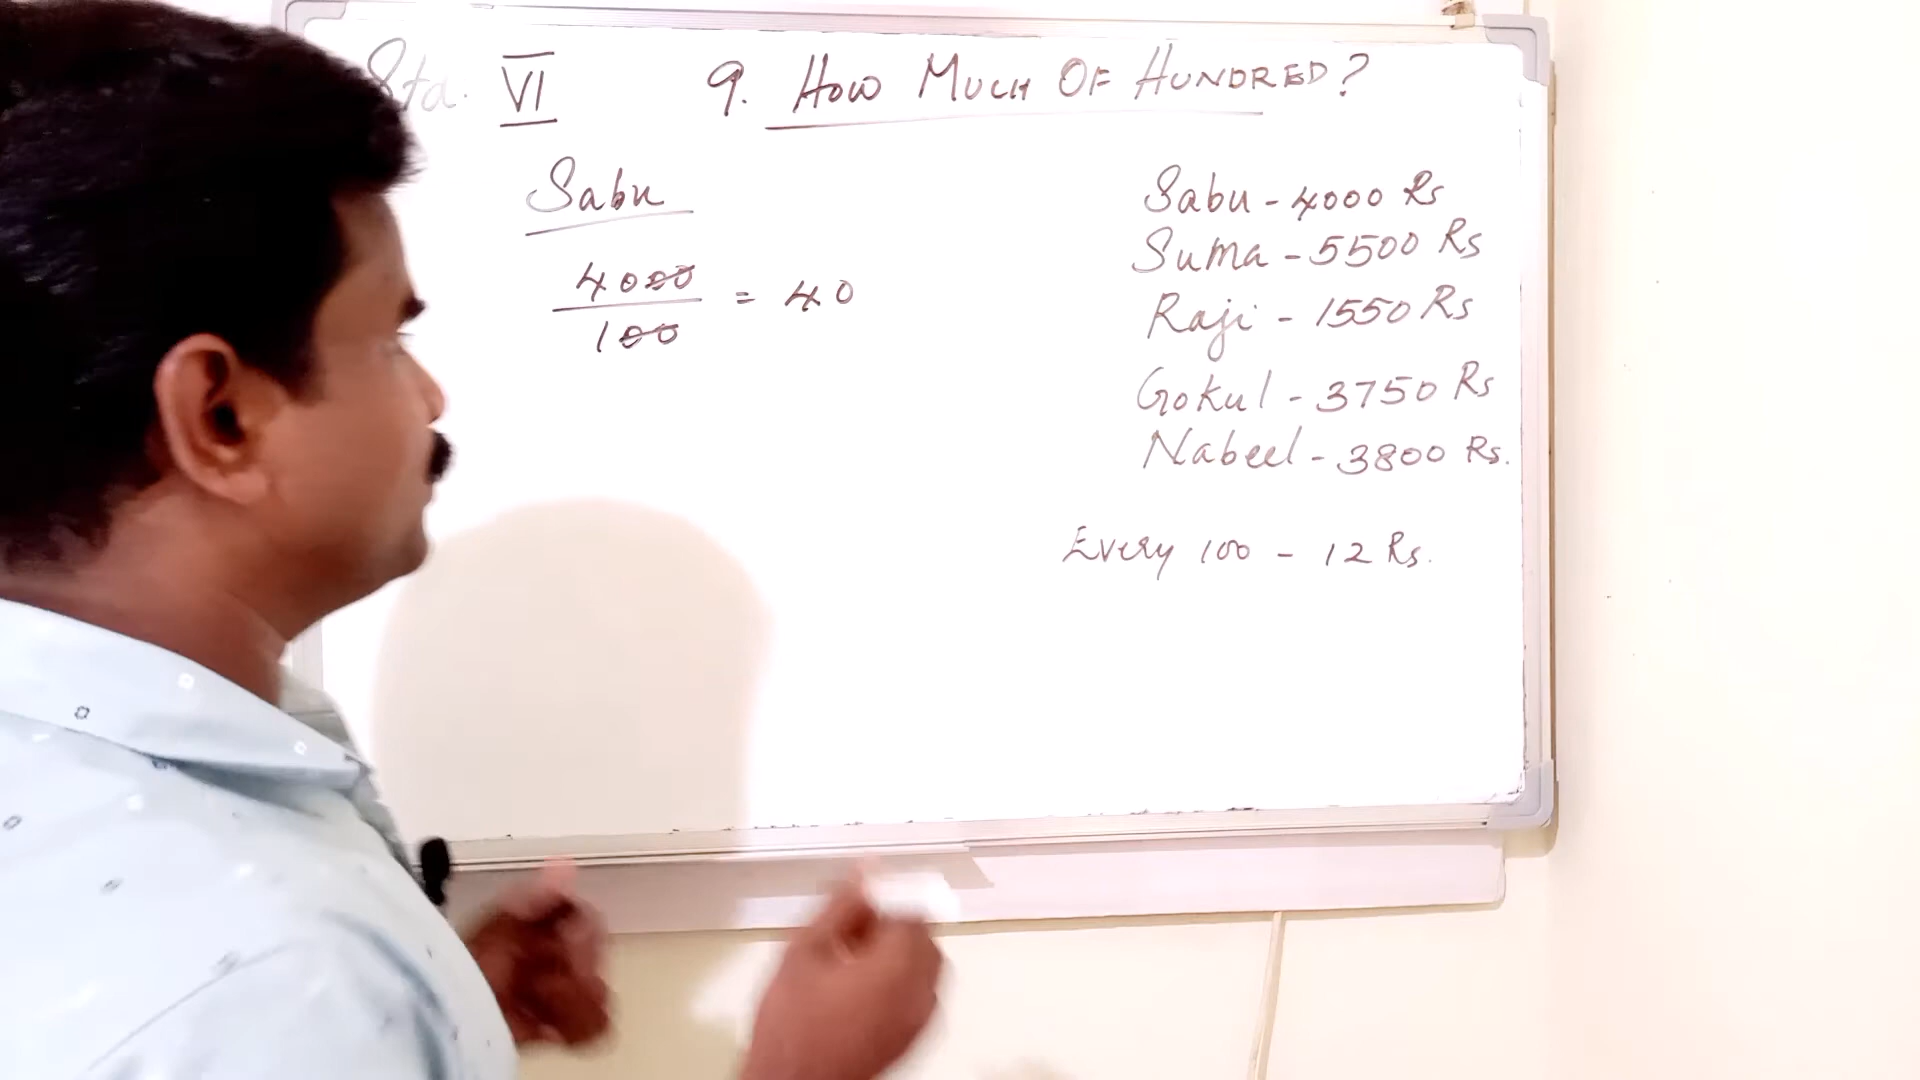 Std. VI 9. HOW MUCH OF HUNDRED?
Sabu
4000
100
= 40
Sabu - 4000 Rs
Suma - 5500 Rs
Raji - 1550 Rs
Gokul - 3750 Rs
Nabeel - 3800 Rs.
Every 100 - 12 Rs.